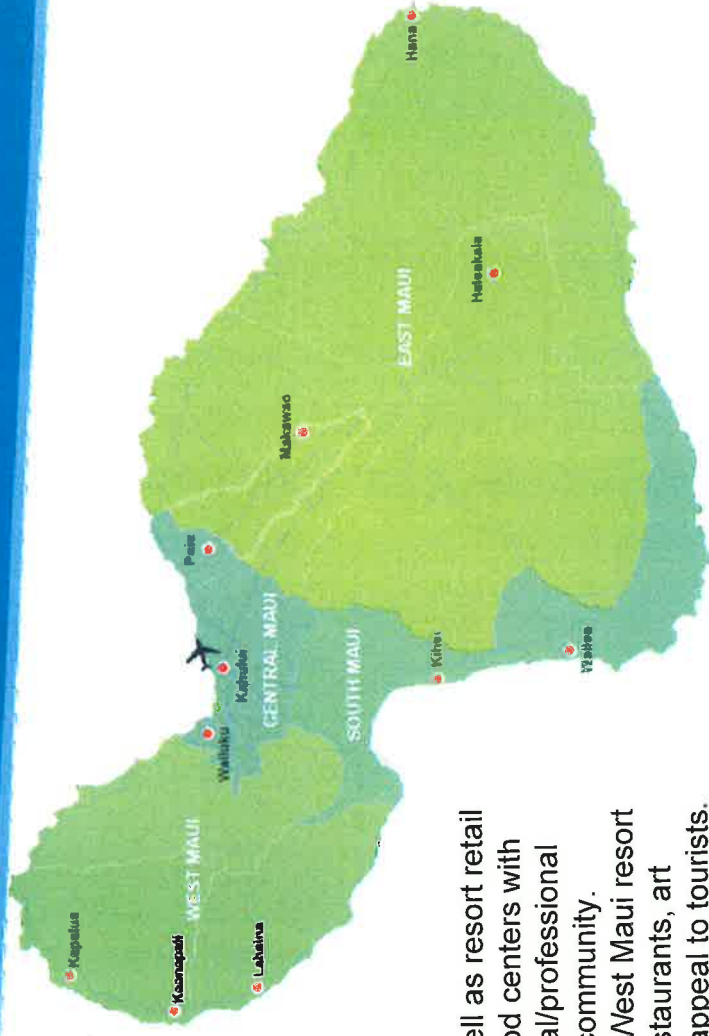 Kapalua
Kaanapali
Lahaina
WEST MAUI
Wailuku
Kahului
CENTRAL MAUI
SOUTH MAUI
Kihei
Wailea
Paia
Makawao
EAST MAUI
Haleakala
Hana
ell as resort retail
od centers with
al/professional
community.
West Maui resort
staurants, art
appeal to tourists.